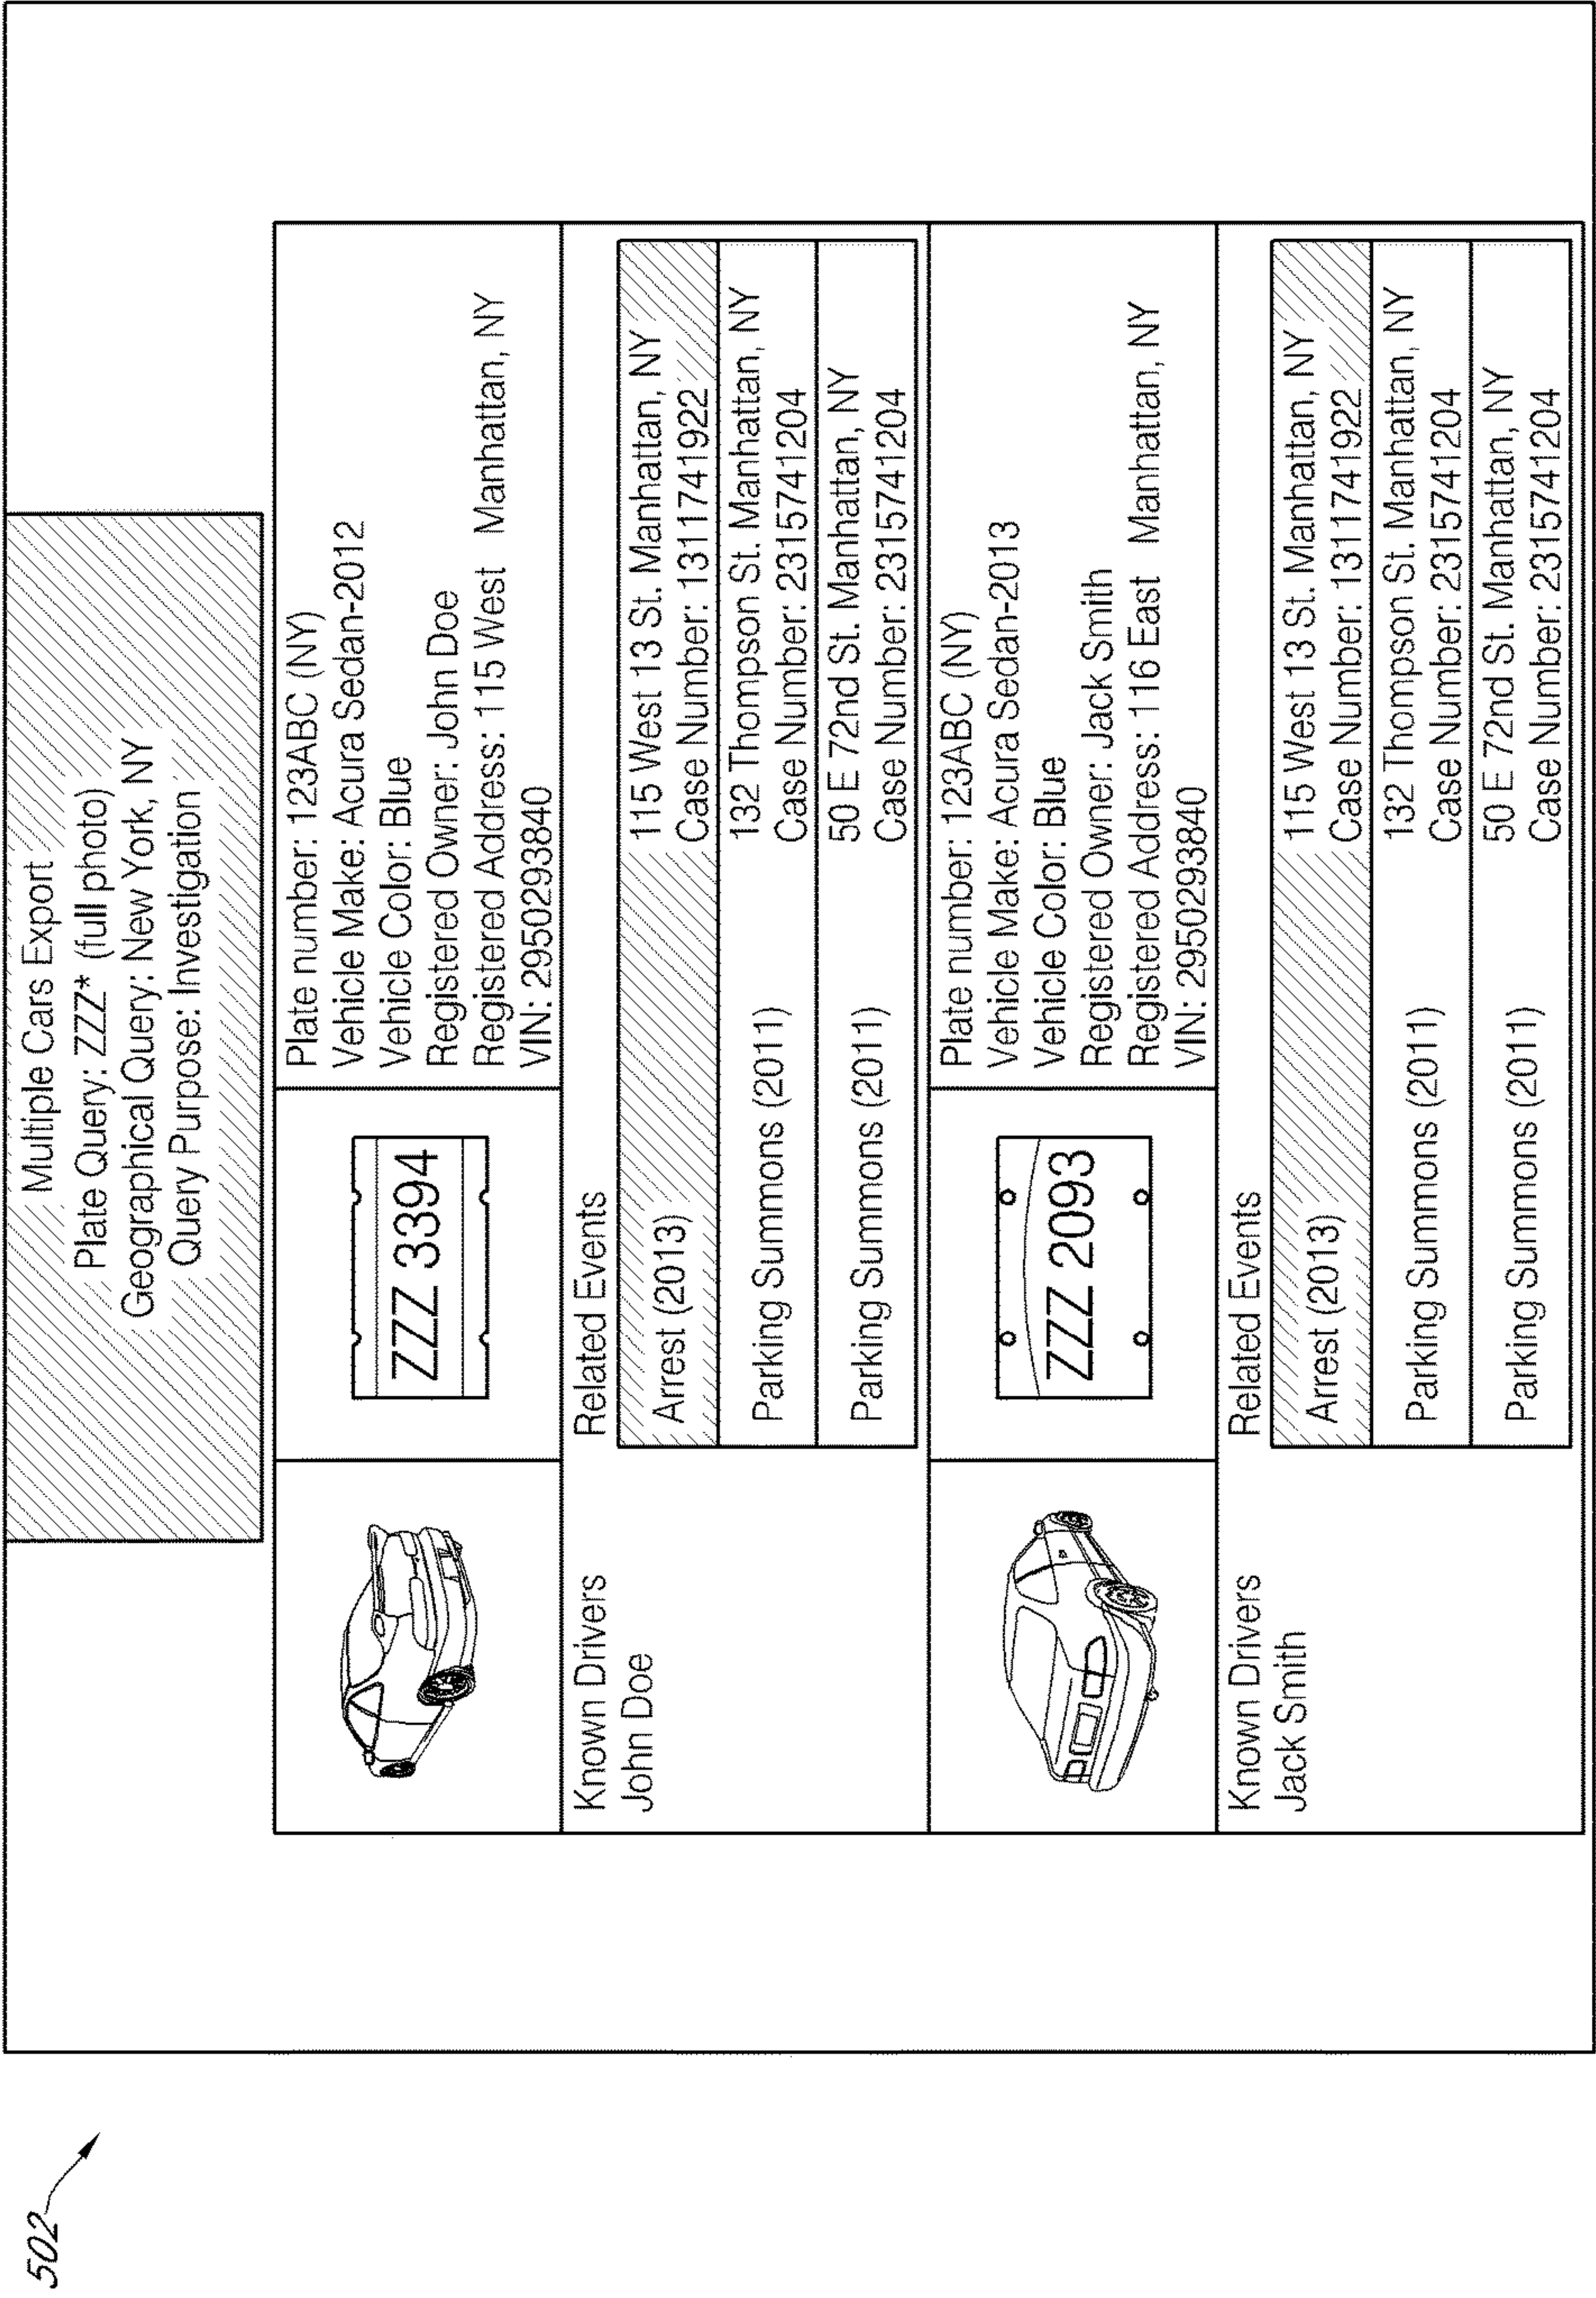 502
Multiple Cars Export
Plate Query: ZZZ* (full photo)
Geographical Query: New York, NY
Query Purpose: Investigation
ZZZ 3394
Plate number: 123ABC (NY)
Vehicle Make: Acura Sedan-2012
Vehicle Color: Blue
Registered Owner: John Doe
Registered Address: 115 West Manhattan, NY
VIN: 2950293840
Known Drivers
John Doe
Related Events
Arrest (2013)
115 West 13 St. Manhattan, NY
Case Number: 1311741922
Parking Summons (2011)
132 Thompson St. Manhattan, NY
Case Number: 2315741204
Parking Summons (2011)
50 E 72nd St. Manhattan, NY
Case Number: 2315741204
ZZZ 2093
Plate number: 123ABC (NY)
Vehicle Make: Acura Sedan-2013
Vehicle Color: Blue
Registered Owner: Jack Smith
Registered Address: 116 East Manhattan, NY
VIN: 2950293840
Known Drivers
Jack Smith
Related Events
Arrest (2013)
115 West 13 St. Manhattan, NY
Case Number: 1311741922
Parking Summons (2011)
132 Thompson St. Manhattan, NY
Case Number: 2315741204
Parking Summons (2011)
50 E 72nd St. Manhattan, NY
Case Number: 2315741204